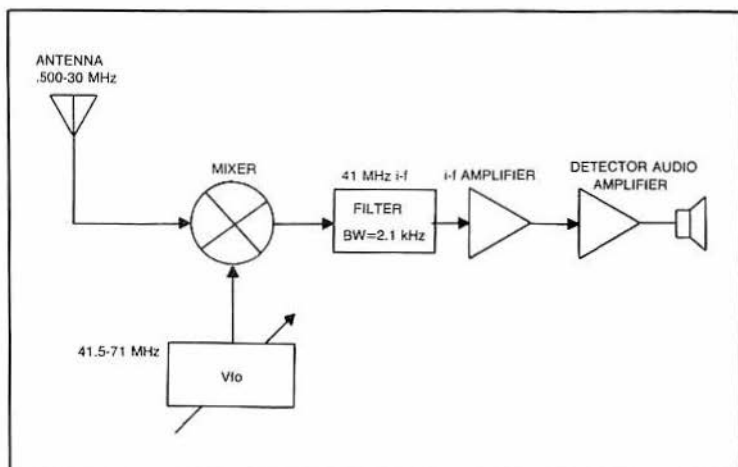 ANTENNA
.500-30 MHz
MIXER
41 MHz i-f
FILTER
BW=2.1 kHz
i-f AMPLIFIER
DETECTOR AUDIO
AMPLIFIER
41.5-71 MHz
Vfo